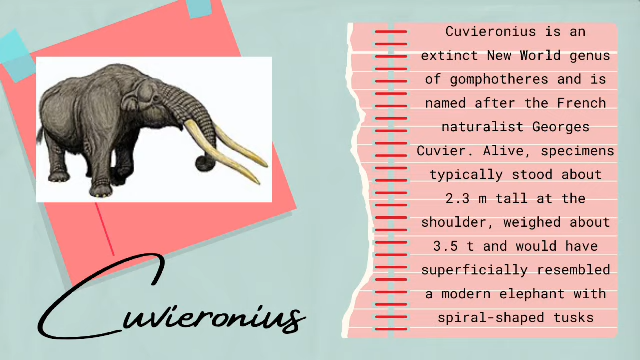 Cuvieronius is an
extinct New World genus
of gomphotheres and is
named after the French
naturalist Georges
Cuvier. Alive, specimens
typically stood about
2.3 m tall at the
shoulder, weighed about
3.5 t and would have
superficially resembled
a modern elephant with
spiral-shaped tusks
Cuvieronius